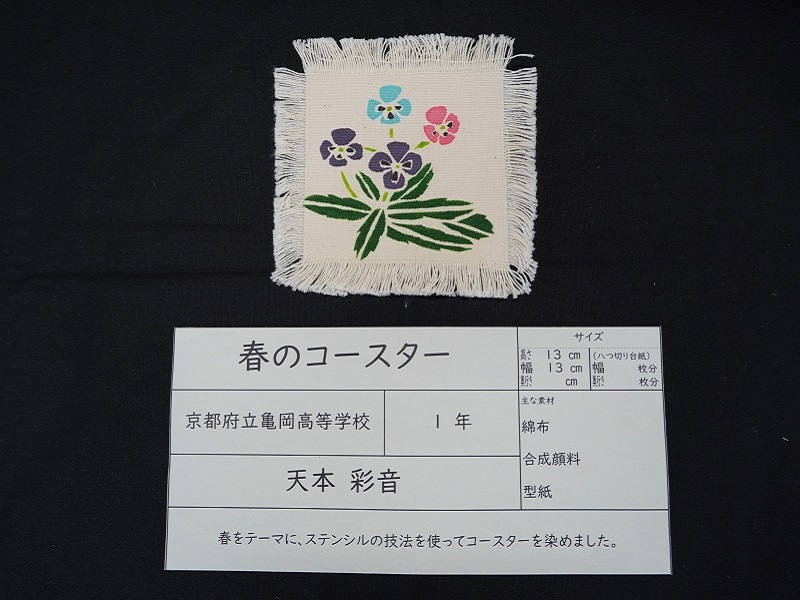 春のコースター
サイズ
高さ 13 cm
幅 13 cm
奥行き cm
(八つ切り台紙)
幅 枚分
奥行き 枚分
京都府立亀岡高等学校
1 年
主な素材
綿布
合成顔料
型紙
天本 彩音
春をテーマに、ステンシルの技法を使ってコースターを染めました。